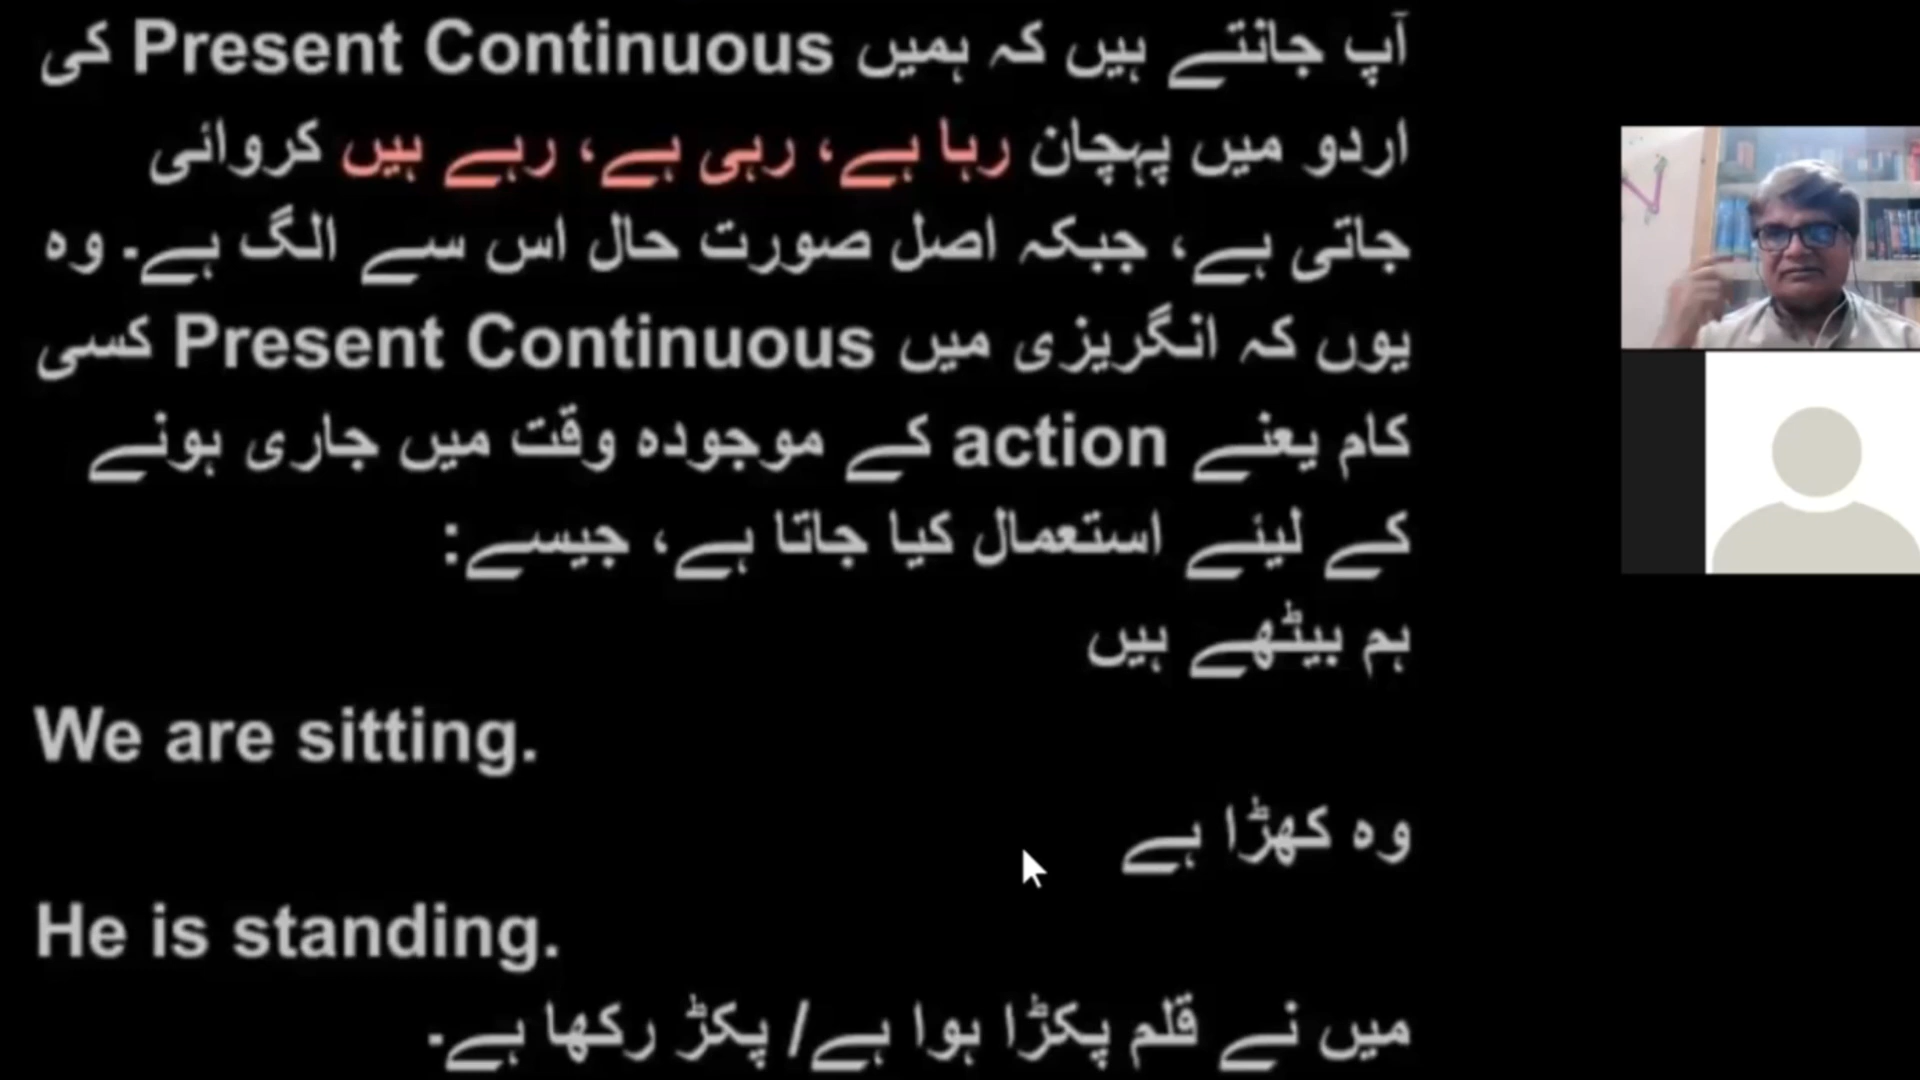 آپ جانتے ہیں کہ ہمیں Present Continuous کی
اردو میں پہچان رہا ہے، رہی ہے، رہے ہیں کروائی
جاتی ہے، جبکہ اصل صورت حال اس سے الگ ہے۔ وہ
یوں کہ انگریزی میں Present Continuous کسی
کام یعنے action کے موجودہ وقت میں جاری ہونے
کے لیئے استعمال کیا جاتا ہے، جیسے:
ہم بیٹھے ہیں
We are sitting.
وہ کھڑا ہے
He is standing.
میں نے قلم پکڑا ہوا ہے/ پکڑ رکھا ہے۔